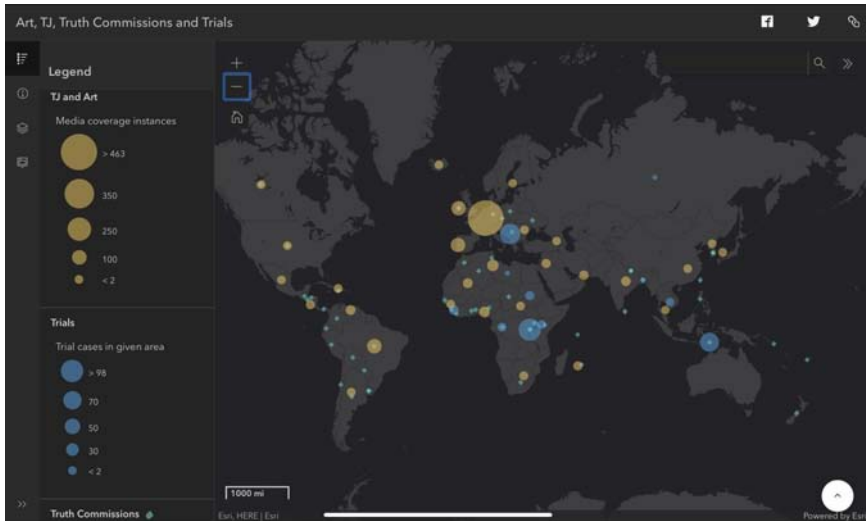 Art, TJ, Truth Commissions and Trials
Legend
TJ and Art
Media coverage instances
> 463
350
250
100
< 2
Trials
Trial cases in given area
> 98
70
50
30
< 2
Truth Commissions
1000 mi
Esri, HERE | Esri
Powered by Esri